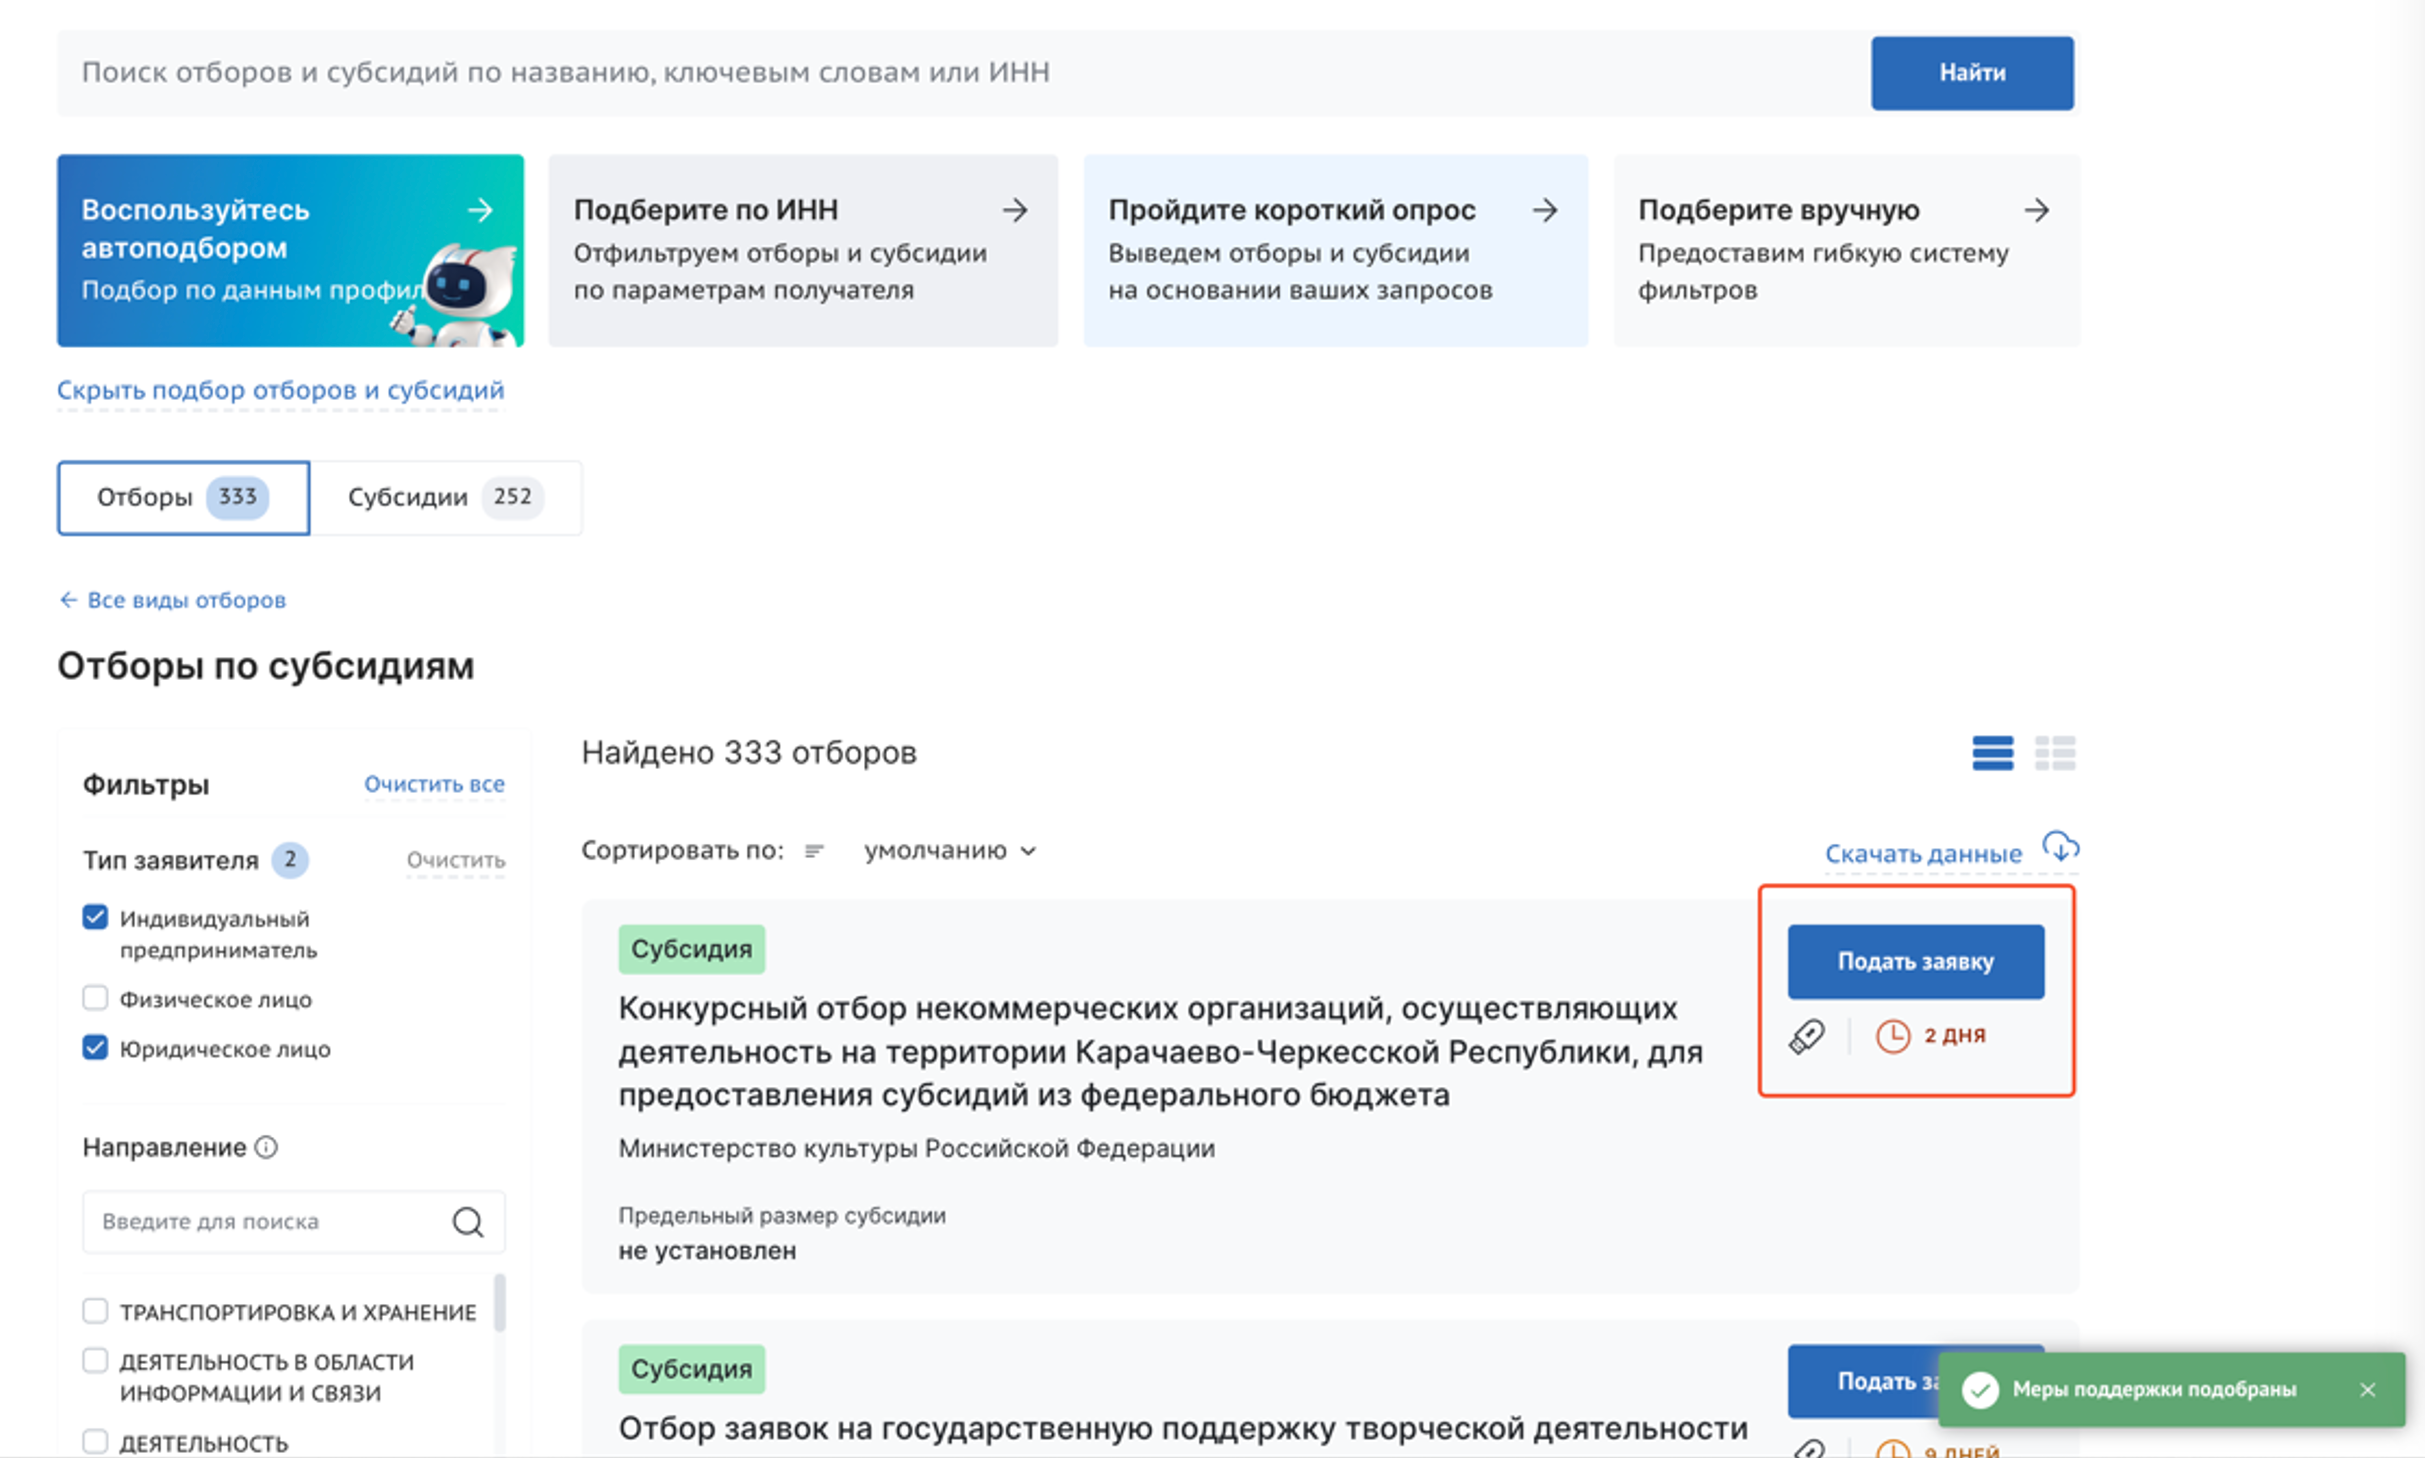 Поиск отборов и субсидий по названию, ключевым словам или ИНН
Найти
Воспользуйтесь
автоподбором
Подбор по данным профил
Подберите по ИНН
Отфильтруем отборы и субсидии
по параметрам получателя
Пройдите короткий опрос
Выведем отборы и субсидии
на основании ваших запросов
Подберите вручную
Предоставим гибкую систему
фильтров
Скрыть подбор отборов и субсидий
Отборы 333
Субсидии 252
← Все виды отборов
Отборы по субсидиям
Фильтры
Очистить все
Тип заявителя 2
Очистить
Индивидуальный
предприниматель
Физическое лицо
Юридическое лицо
Направление
Введите для поиска
ТРАНСПОРТИРОВКА И ХРАНЕНИЕ
ДЕЯТЕЛЬНОСТЬ В ОБЛАСТИ
ИНФОРМАЦИИ И СВЯЗИ
ДЕЯТЕЛЬНОСТЬ
Найдено 333 отборов
Сортировать по: умолчанию
Скачать данные
Субсидия
Конкурсный отбор некоммерческих организаций, осуществляющих
деятельность на территории Карачаево-Черкесской Республики, для
предоставления субсидий из федерального бюджета
Министерство культуры Российской Федерации
Предельный размер субсидии
не установлен
Подать заявку
2 ДНЯ
Субсидия
Отбор заявок на государственную поддержку творческой деятельности
Подать за
9 ДНЕЙ
Меры поддержки подобраны